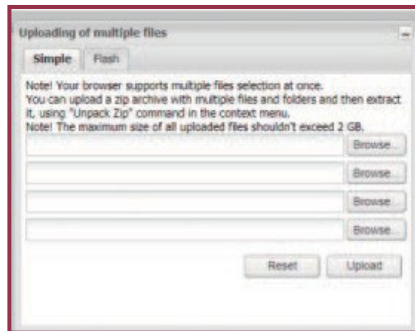 Uploading of multiple files
Simple Flash
Note! Your browser supports multiple files selection at once.
You can upload a zip archive with multiple files and folders and then extract
it, using "Unpack Zip" command in the context menu.
Note! The maximum size of all uploaded files shouldn't exceed 2 GB.
Browse...
Browse...
Browse...
Browse...
Reset Upload